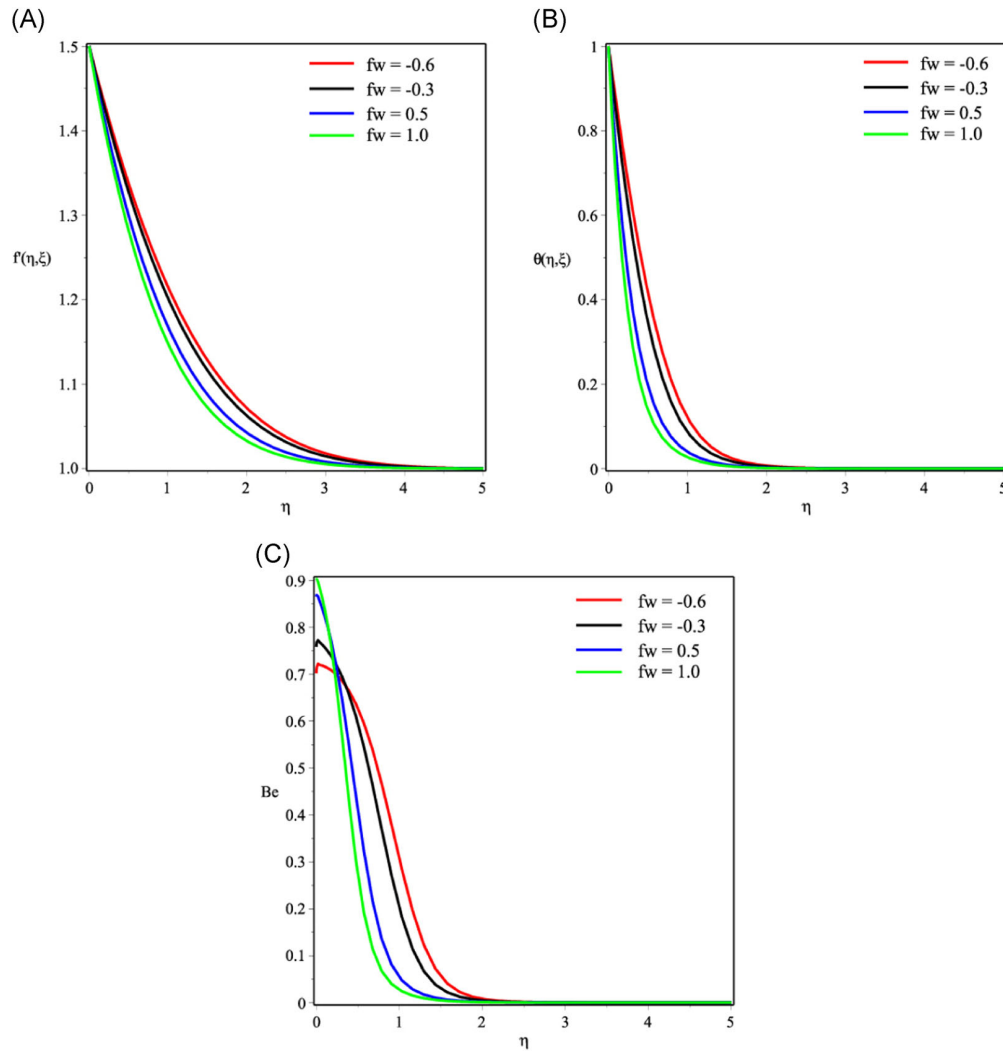 (A)
1.5
1.4
1.3
f'(η,ξ)
1.2
1.1
1.0
0 1 2 3 4 5
η
fw = -0.6
fw = -0.3
fw = 0.5
fw = 1.0
(B)
1
0.8
0.6
θ(η,ξ)
0.4
0.2
0
0 1 2 3 4 5
η
fw = -0.6
fw = -0.3
fw = 0.5
fw = 1.0
(C)
0.9
0.8
0.7
0.6
0.5
Be
0.4
0.3
0.2
0.1
0
0 1 2 3 4 5
η
fw = -0.6
fw = -0.3
fw = 0.5
fw = 1.0